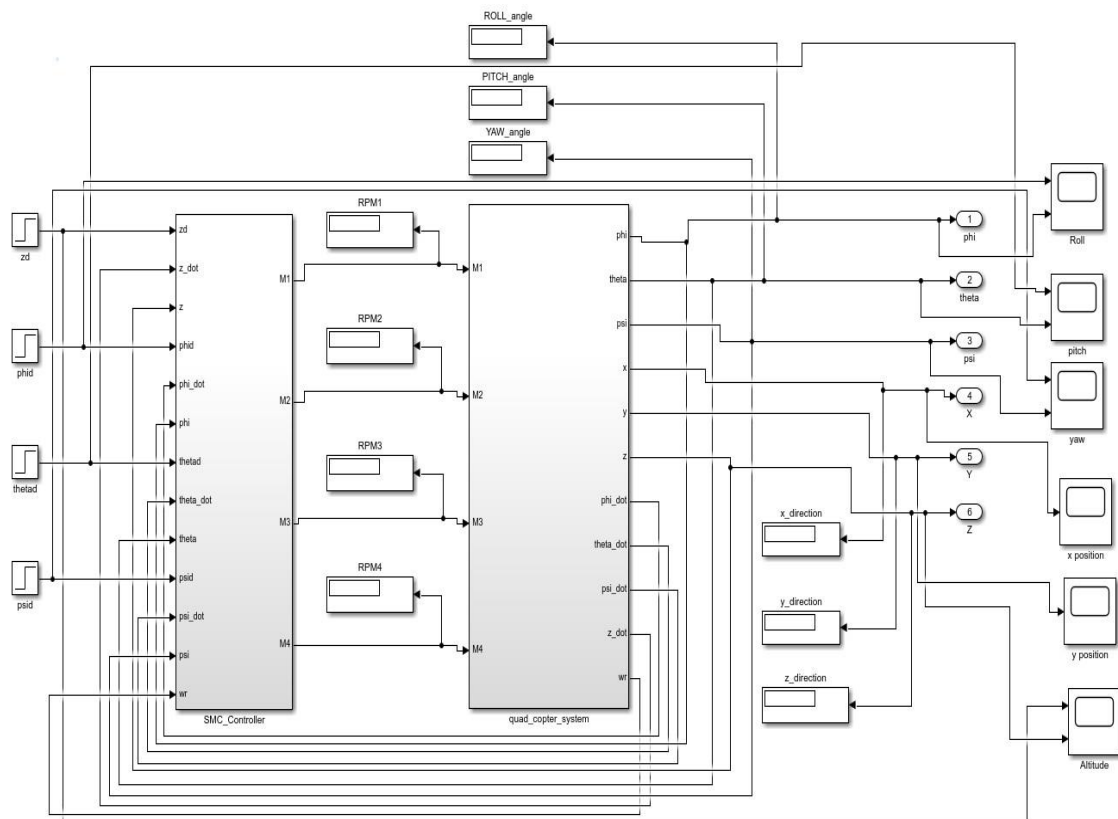 ROLL_angle
PITCH_angle
YAW_angle
zd
phid
thetad
psid
zd
z_dot
z
phid
phi_dot
phi
thetad
theta_dot
theta
psid
psi_dot
psi
wr
M1
M2
M3
M4
SMC_Controller
RPM1
RPM2
RPM3
RPM4
M1
M2
M3
M4
phi
theta
psi
x
y
z
phi_dot
theta_dot
psi_dot
z_dot
wr
quad_copter_system
x_direction
y_direction
z_direction
1
phi
2
theta
3
psi
4
X
5
Y
6
Z
Roll
pitch
yaw
x position
y position
Altitude